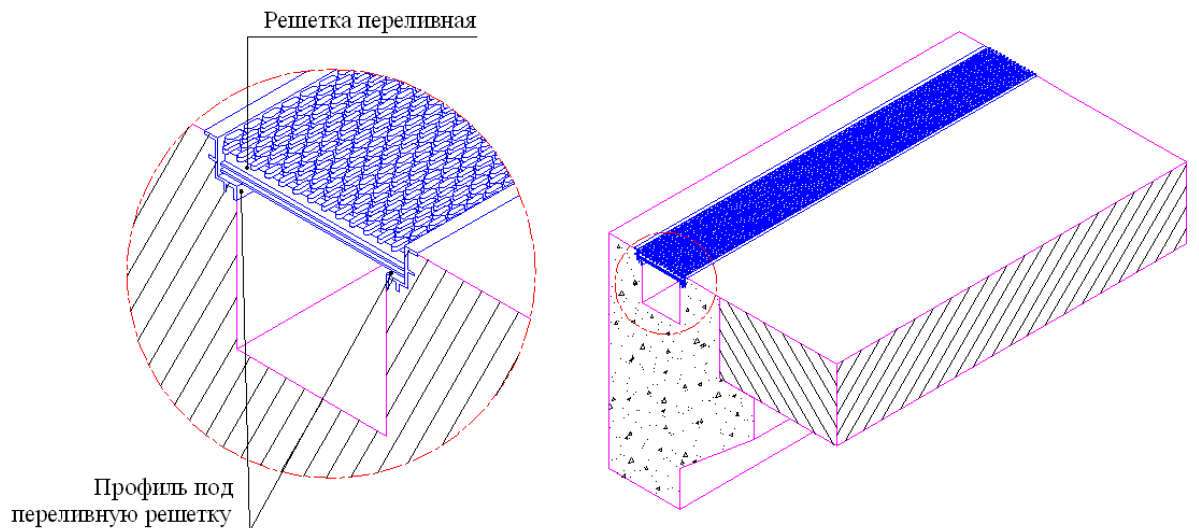 Решетка переливная
Профиль под
переливную решетку